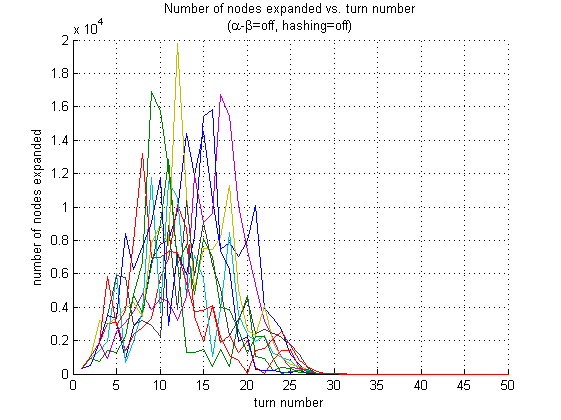 Number of nodes expanded vs. turn number
(α-β=off, hashing=off)
x 10^4
2
1.8
1.6
1.4
1.2
1
0.8
0.6
0.4
0.2
0
number of nodes expanded
0 5 10 15 20 25 30 35 40 45 50
turn number